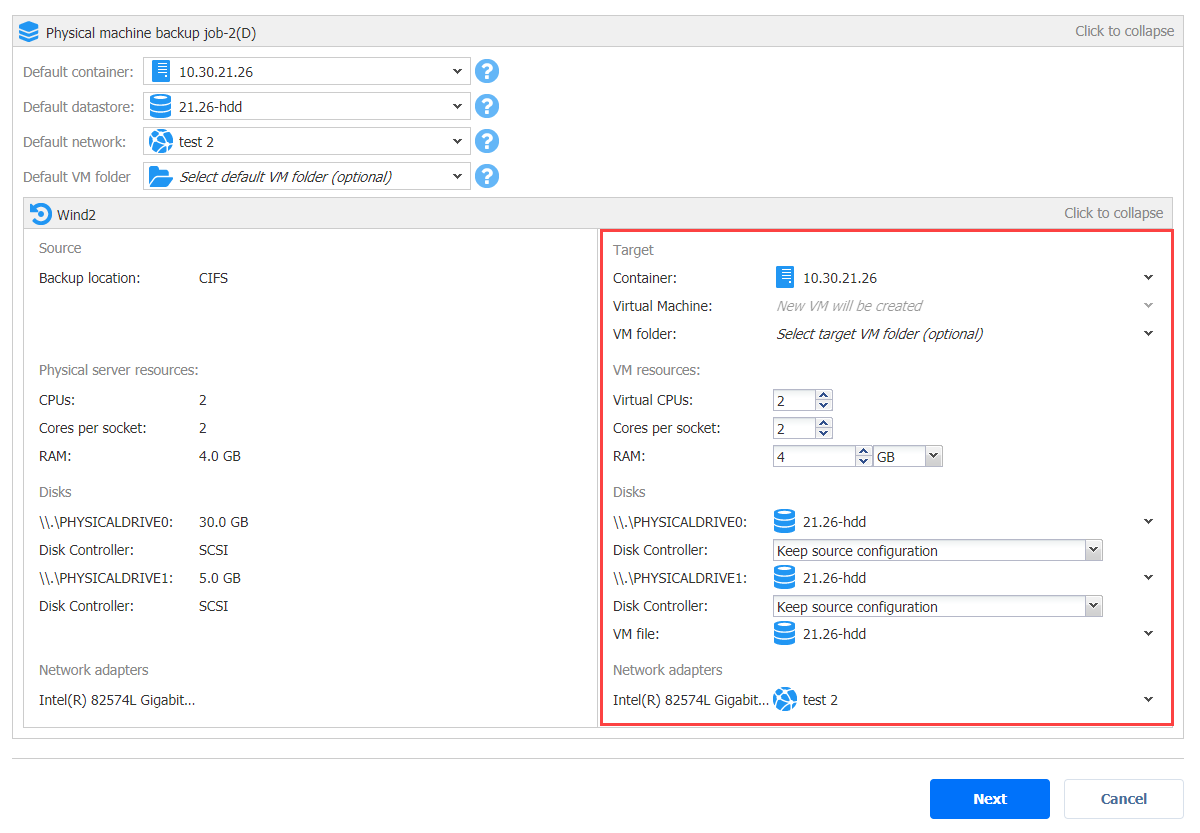 Physical machine backup job-2(D) Click to collapse
Default container: 10.30.21.26 ?
Default datastore: 21.26-hdd ?
Default network: test 2 ?
Default VM folder Select default VM folder (optional) ?
Wind2 Click to collapse
Source
Backup location: CIFS
Physical server resources:
CPUs: 2
Cores per socket: 2
RAM: 4.0 GB
Disks
\\.\PHYSICALDRIVE0: 30.0 GB
Disk Controller: SCSI
\\.\PHYSICALDRIVE1: 5.0 GB
Disk Controller: SCSI
Network adapters
Intel(R) 82574L Gigabit...
Target
Container: 10.30.21.26
Virtual Machine: New VM will be created
VM folder: Select target VM folder (optional)
VM resources:
Virtual CPUs: 2
Cores per socket: 2
RAM: 4 GB
Disks
\\.\PHYSICALDRIVE0: 21.26-hdd
Disk Controller: Keep source configuration
\\.\PHYSICALDRIVE1: 21.26-hdd
Disk Controller: Keep source configuration
VM file: 21.26-hdd
Network adapters
Intel(R) 82574L Gigabit... test 2
Next Cancel